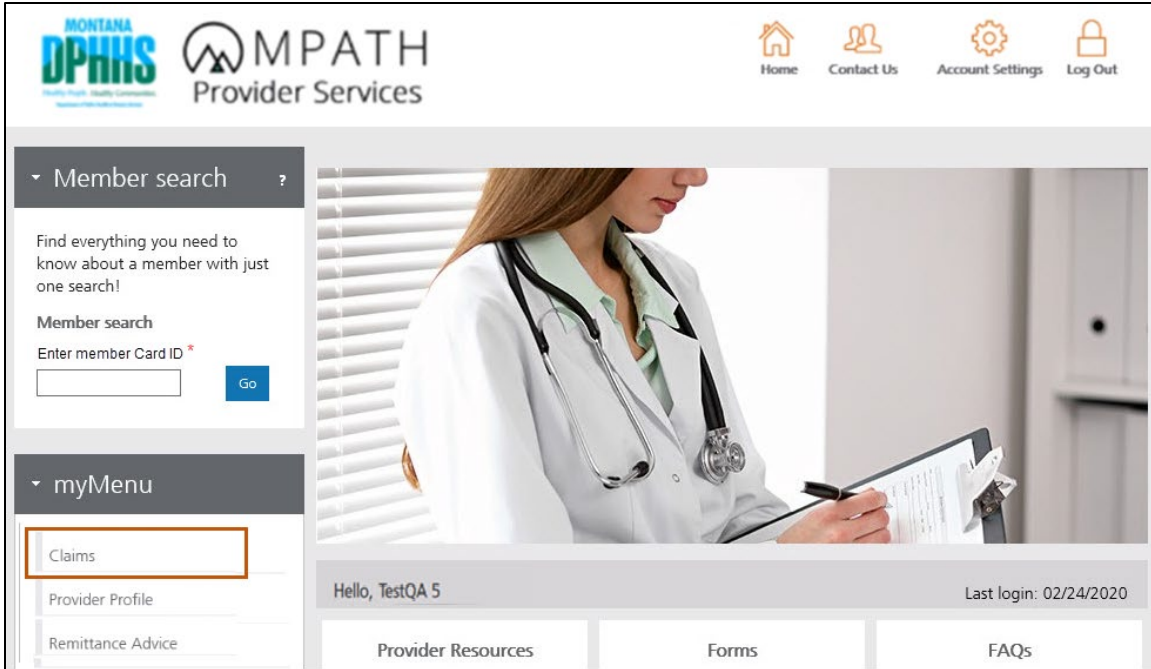 MONTANA
DPHHS
MPATH
Provider Services
Home
Contact Us
Account Settings
Log Out
Member search ?
Find everything you need to
know about a member with just
one search!
Member search
Enter member Card ID *
Go
myMenu
Claims
Provider Profile
Remittance Advice
Hello, TestQA 5
Last login: 02/24/2020
Provider Resources
Forms
FAQs